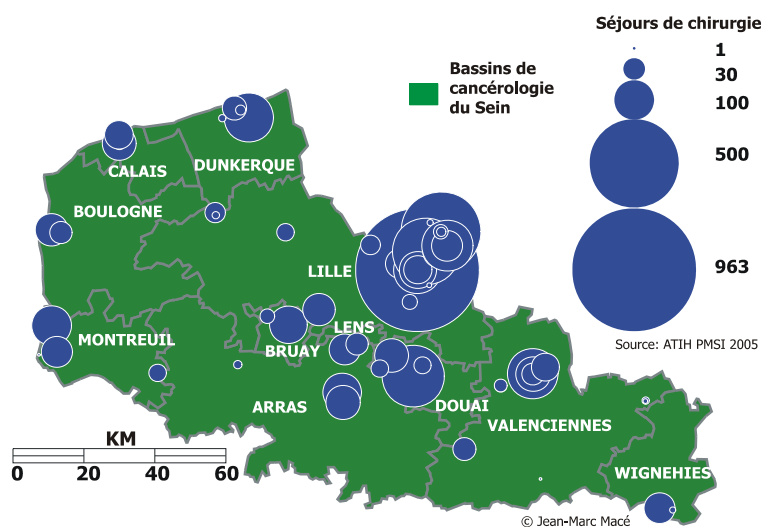 Séjours de chirurgie
1
30
100
500
963
Bassins de
cancérologie
du Sein
DUNKERQUE
CALAIS
BOULOGNE
LILLE
MONTREUIL
LENS
BRUAY
ARRAS
DOUAI
VALENCIENNES
WIGNEHIES
Source: ATIH PMSI 2005
KM
0 20 40 60
© Jean-Marc Macé